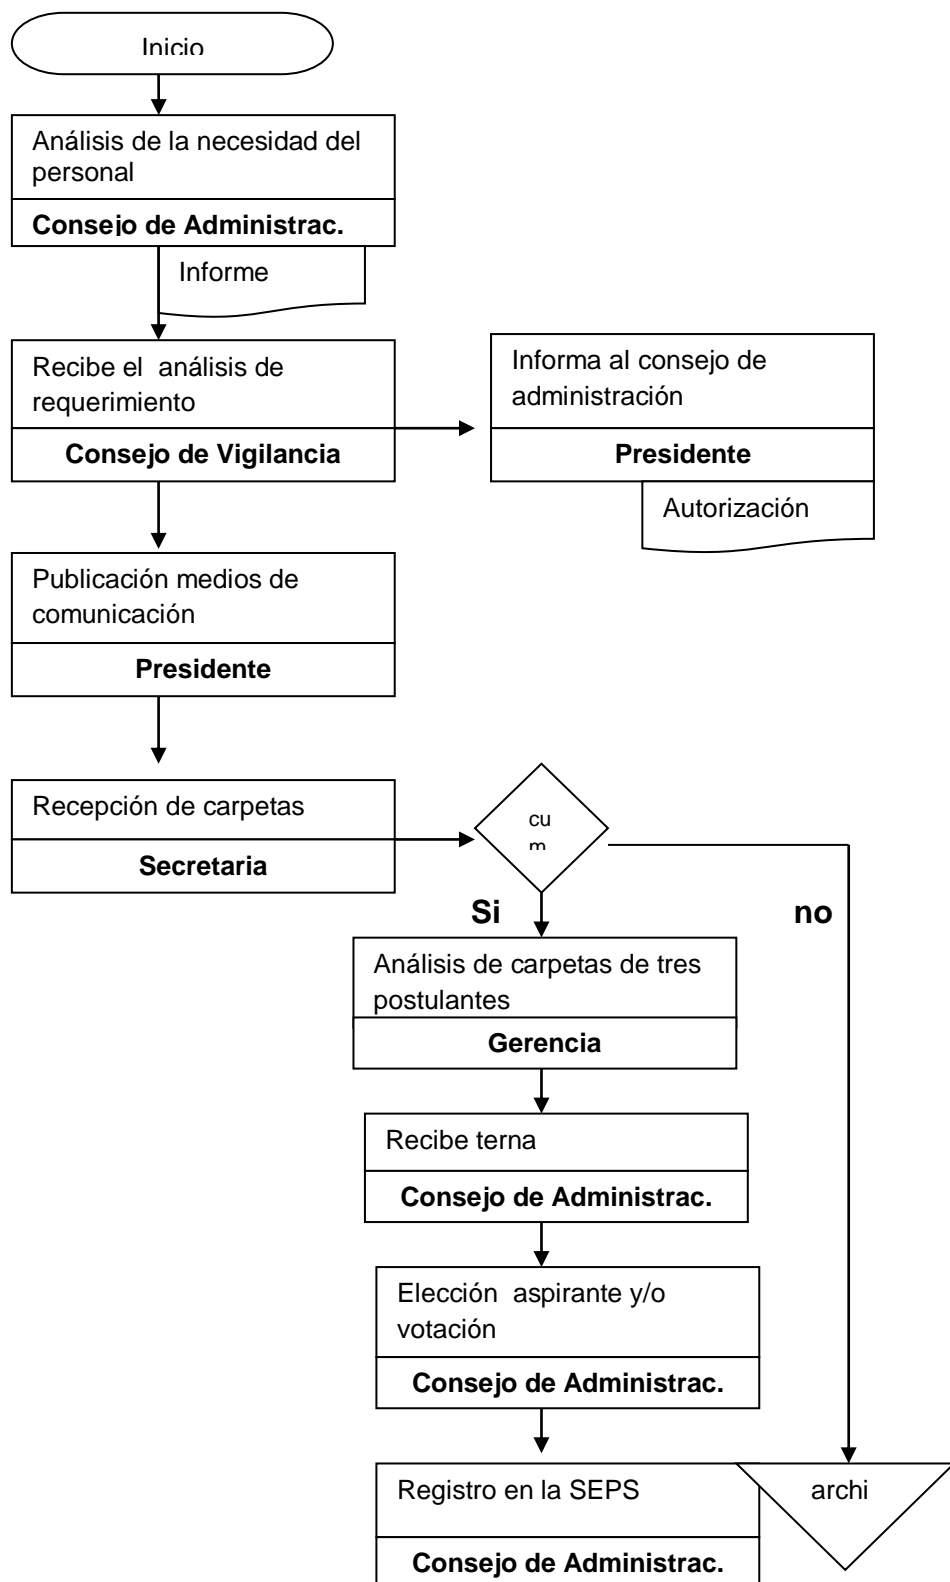 Inicio
Análisis de la necesidad del
personal
Consejo de Administrac.
Informe
Recibe el análisis de
requerimiento
Consejo de Vigilancia
Informa al consejo de
administración
Presidente
Autorización
Publicación medios de
comunicación
Presidente
Recepción de carpetas
Secretaria
cu
m
Si
no
Análisis de carpetas de tres
postulantes
Gerencia
Recibe terna
Consejo de Administrac.
Elección aspirante y/o
votación
Consejo de Administrac.
Registro en la SEPS
Consejo de Administrac.
archi